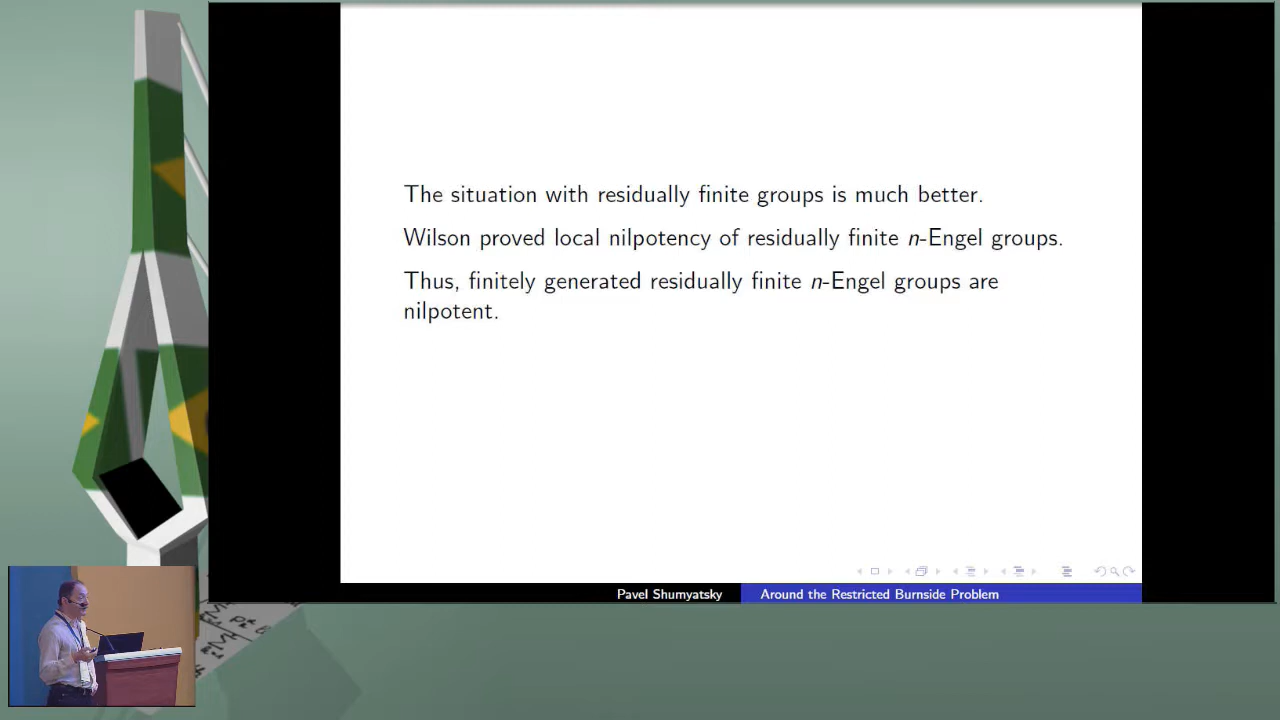 The situation with residually finite groups is much better.
Wilson proved local nilpotency of residually finite n-Engel groups.
Thus, finitely generated residually finite n-Engel groups are
nilpotent.
Pavel Shumyatsky
Around the Restricted Burnside Problem